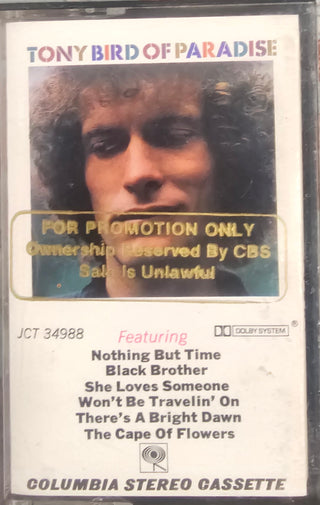 TONY BIRD OF PARADISE
FOR PROMOTION ONLY
Ownership Reserved By CBS
Sale Is Unlawful
JCT 34988
Featuring
DOLBY SYSTEM ®
Nothing But Time
Black Brother
She Loves Someone
Won't Be Travelin' On
There's A Bright Dawn
The Cape Of Flowers
COLUMBIA STEREO CASSETTE